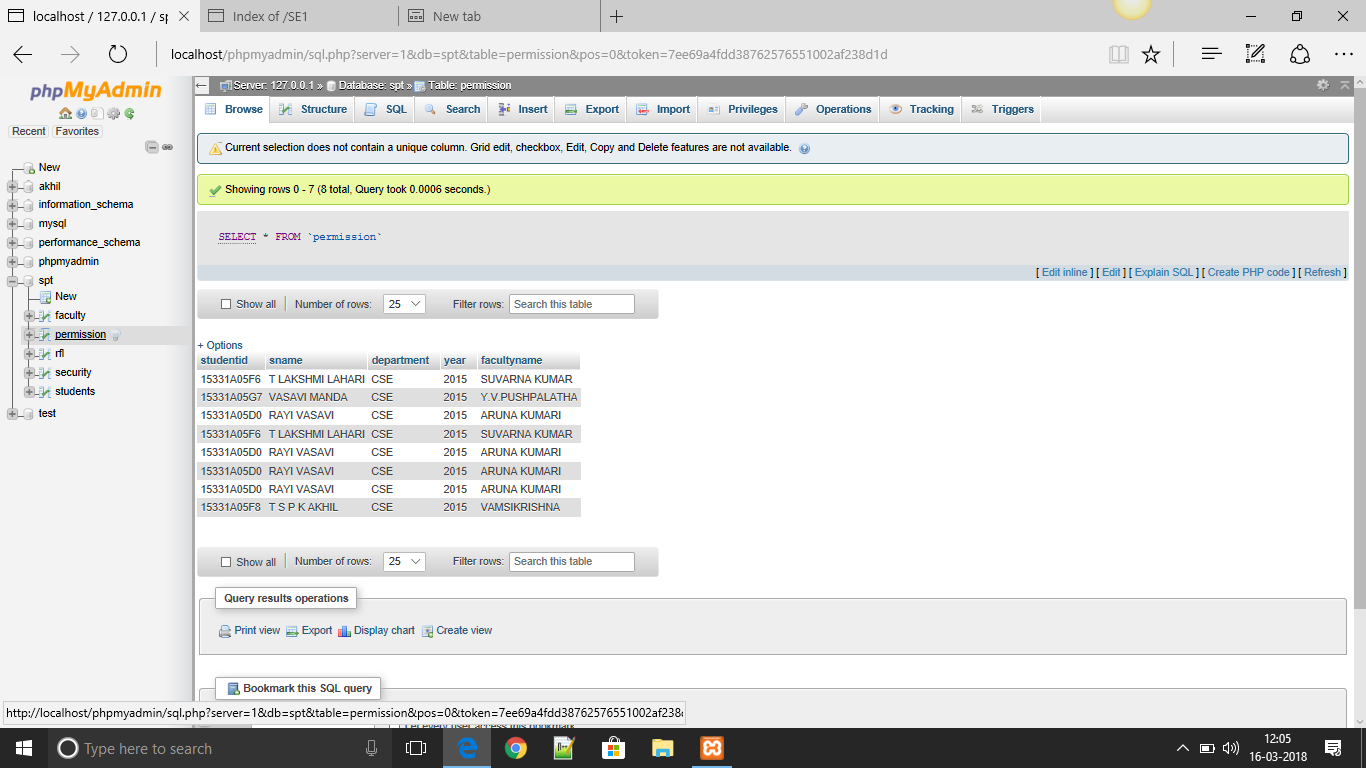 localhost / 127.0.0.1 / sp
Index of /SE1
New tab
localhost/phpmyadmin/sql.php?server=1&db=spt&table=permission&pos=0&token=7ee69a4fdd38762576551002af238d1d
phpMyAdmin
Recent Favorites
New
akhil
information_schema
mysql
performance_schema
phpmyadmin
spt
New
faculty
permission
rfl
security
students
test
Server: 127.0.0.1 » Database: spt » Table: permission
Browse Structure SQL Search Insert Export Import Privileges Operations Tracking Triggers
Current selection does not contain a unique column. Grid edit, checkbox, Edit, Copy and Delete features are not available.
Showing rows 0 - 7 (8 total, Query took 0.0006 seconds.)
SELECT * FROM `permission`
[ Edit inline ] [ Edit ] [ Explain SQL ] [ Create PHP code ] [ Refresh ]
Show all Number of rows: 25 Filter rows: Search this table
+ Options
studentid sname department year facultyname
15331A05F6 T LAKSHMI LAHARI CSE 2015 SUVARNA KUMAR
15331A05G7 VASAVI MANDA CSE 2015 Y.V.PUSHPALATHA
15331A05D0 RAYI VASAVI CSE 2015 ARUNA KUMARI
15331A05F6 T LAKSHMI LAHARI CSE 2015 SUVARNA KUMAR
15331A05D0 RAYI VASAVI CSE 2015 ARUNA KUMARI
15331A05D0 RAYI VASAVI CSE 2015 ARUNA KUMARI
15331A05D0 RAYI VASAVI CSE 2015 ARUNA KUMARI
15331A05F8 T S P K AKHIL CSE 2015 VAMSIKRISHNA
Show all Number of rows: 25 Filter rows: Search this table
Query results operations
Print view Export Display chart Create view
Bookmark this SQL query
http://localhost/phpmyadmin/sql.php?server=1&db=spt&table=permission&pos=0&token=7ee69a4fdd38762576551002af238
Type here to search
12:05
16-03-2018